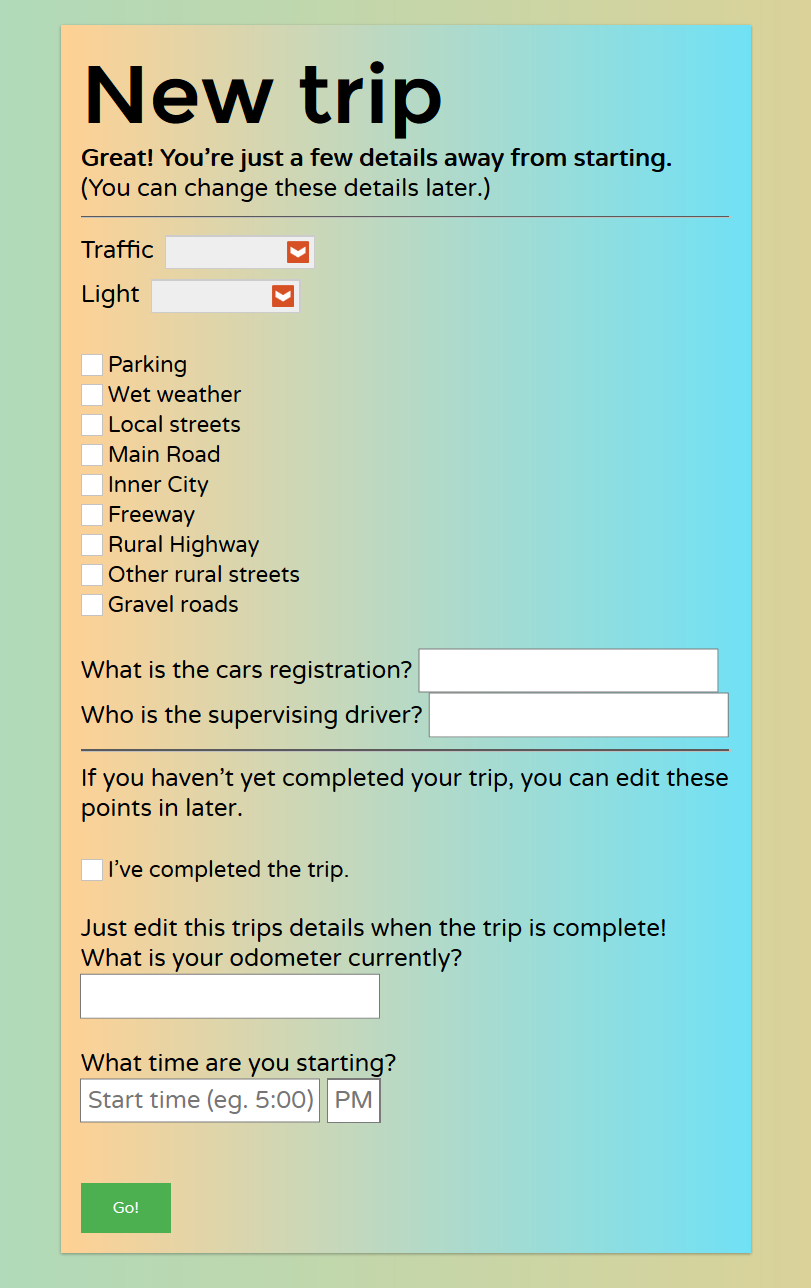 New trip
Great! You’re just a few details away from starting.
(You can change these details later.)
Traffic
Light
Parking
Wet weather
Local streets
Main Road
Inner City
Freeway
Rural Highway
Other rural streets
Gravel roads
What is the cars registration?
Who is the supervising driver?
If you haven’t yet completed your trip, you can edit these
points in later.
I’ve completed the trip.
Just edit this trips details when the trip is complete!
What is your odometer currently?
What time are you starting?
Start time (eg. 5:00) PM
Go!